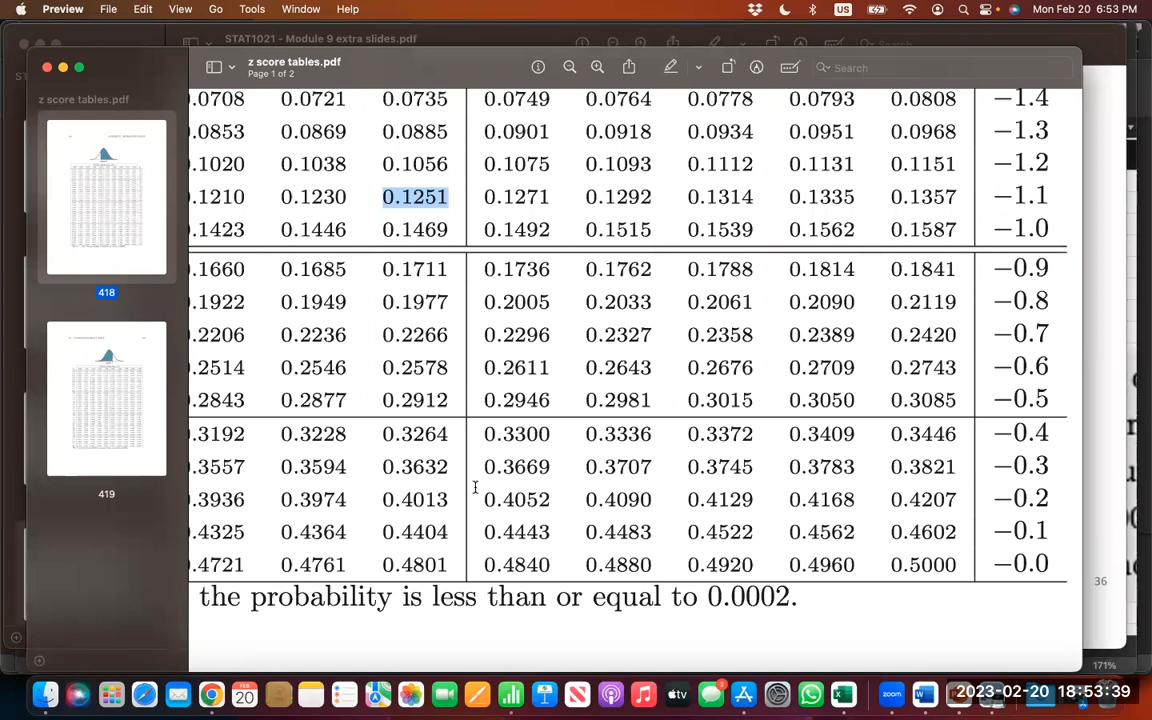 Preview File Edit View Go Tools Window Help US Mon Feb 20 6:53 PM
STAT1021 - Module 9 extra slides.pdf
z score tables.pdf
Page 1 of 2
Search
z score tables.pdf
418
419
.0708 0.0721 0.0735 0.0749 0.0764 0.0778 0.0793 0.0808 −1.4
.0853 0.0869 0.0885 0.0901 0.0918 0.0934 0.0951 0.0968 −1.3
.1020 0.1038 0.1056 0.1075 0.1093 0.1112 0.1131 0.1151 −1.2
.1210 0.1230 0.1251 0.1271 0.1292 0.1314 0.1335 0.1357 −1.1
.1423 0.1446 0.1469 0.1492 0.1515 0.1539 0.1562 0.1587 −1.0
.1660 0.1685 0.1711 0.1736 0.1762 0.1788 0.1814 0.1841 −0.9
.1922 0.1949 0.1977 0.2005 0.2033 0.2061 0.2090 0.2119 −0.8
.2206 0.2236 0.2266 0.2296 0.2327 0.2358 0.2389 0.2420 −0.7
.2514 0.2546 0.2578 0.2611 0.2643 0.2676 0.2709 0.2743 −0.6
.2843 0.2877 0.2912 0.2946 0.2981 0.3015 0.3050 0.3085 −0.5
.3192 0.3228 0.3264 0.3300 0.3336 0.3372 0.3409 0.3446 −0.4
.3557 0.3594 0.3632 0.3669 0.3707 0.3745 0.3783 0.3821 −0.3
.3936 0.3974 0.4013 0.4052 0.4090 0.4129 0.4168 0.4207 −0.2
.4325 0.4364 0.4404 0.4443 0.4483 0.4522 0.4562 0.4602 −0.1
.4721 0.4761 0.4801 0.4840 0.4880 0.4920 0.4960 0.5000 −0.0
the probability is less than or equal to 0.0002.
36
171%
FEB
20
tv
zoom
2023-02-20 18:53:39